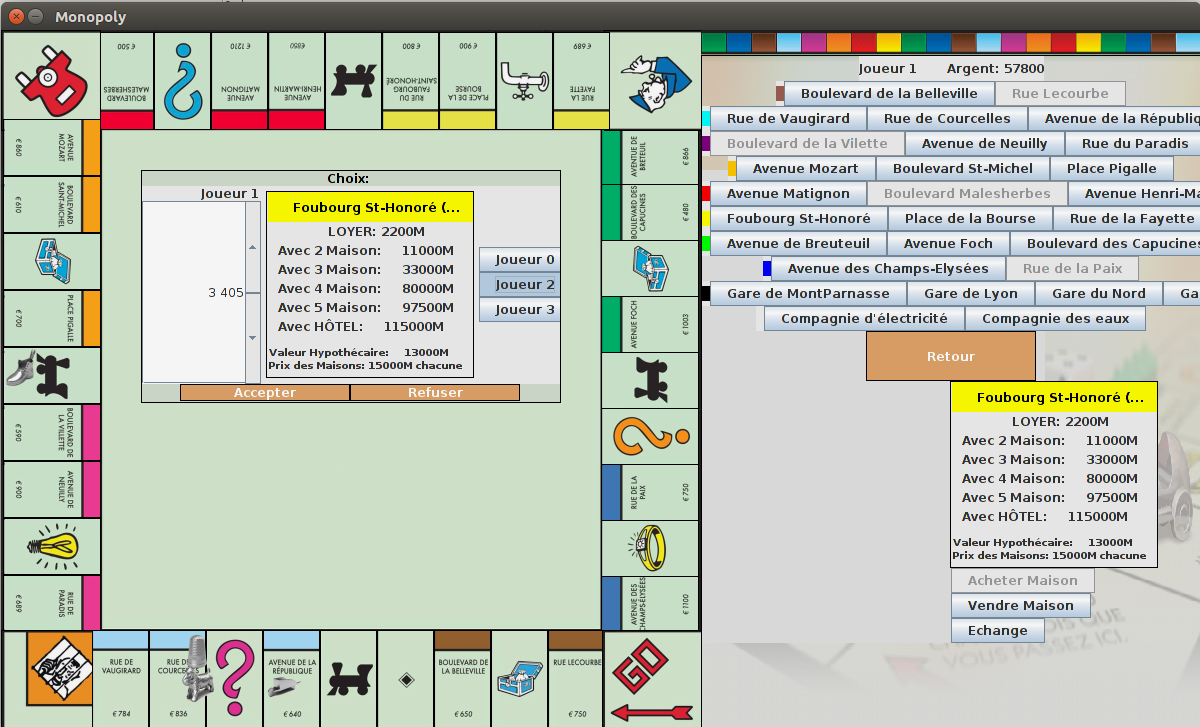 Monopoly
€ 500
BOULEVARD
MALESHERBES
€ 1210
AVENUE
MATIGNON
€850
AVENUE
HENRI-MARTIN
€ 800
RUE DU
FAUBOURG
SAINT-HONORÉ
€ 900
PLACE DE LA
BOURSE
€ 689
RUE LA
FAYETTE
AVENUE
MOZART
€ 860
BOULEVARD
SAINT-MICHEL
€ 610
PLACE PIGALLE
€ 700
BOULEVARD DE
LA VILLETTE
€ 590
AVENUE DE
NEUILLY
€ 900
RUE DE
PARADIS
€ 689
AVENTUE DE
BRETEUIL
€ 866
BOULEVARD DES
CAPUCINES
€ 480
AVENUE FOCH
€ 1003
RUE DE LA
PAIX
€ 750
AVENUE DES
CHAMPS-ELYSÉES
€ 1100
Choix:
Joueur 1
3 405
Foubourg St-Honoré (...
LOYER: 2200M
Avec 2 Maison: 11000M
Avec 3 Maison: 33000M
Avec 4 Maison: 80000M
Avec 5 Maison: 97500M
Avec HÔTEL: 115000M
Valeur Hypothécaire: 13000M
Prix des Maisons: 15000M chacune
Joueur 0
Joueur 2
Joueur 3
Accepter Refuser
RUE DE
VAUGIRARD
€ 784
RUE D
COURCE
€ 836
AVENUE DE LA
RÉPUBLIQUE
€ 640
BOULEVARD DE
LA BELLEVILLE
€ 650
RUE LECOURBE
€ 750
GO
Joueur 1 Argent: 57800
Boulevard de la Belleville Rue Lecourbe
Rue de Vaugirard Rue de Courcelles Avenue de la Républiq
Boulevard de la Vilette Avenue de Neuilly Rue du Paradis
Avenue Mozart Boulevard St-Michel Place Pigalle
Avenue Matignon Boulevard Malesherbes Avenue Henri-Ma
Foubourg St-Honoré Place de la Bourse Rue de la Fayette
Avenue de Breuteuil Avenue Foch Boulevard des Capucines
Avenue des Champs-Elysées Rue de la Paix
Gare de MontParnasse Gare de Lyon Gare du Nord Ga
Compagnie d'électricité Compagnie des eaux
Retour
Foubourg St-Honoré (...
LOYER: 2200M
Avec 2 Maison: 11000M
Avec 3 Maison: 33000M
Avec 4 Maison: 80000M
Avec 5 Maison: 97500M
Avec HÔTEL: 115000M
Valeur Hypothécaire: 13000M
Prix des Maisons: 15000M chacune
Acheter Maison
Vendre Maison
Echange
QUE
VOUS PASSEZ ICI.